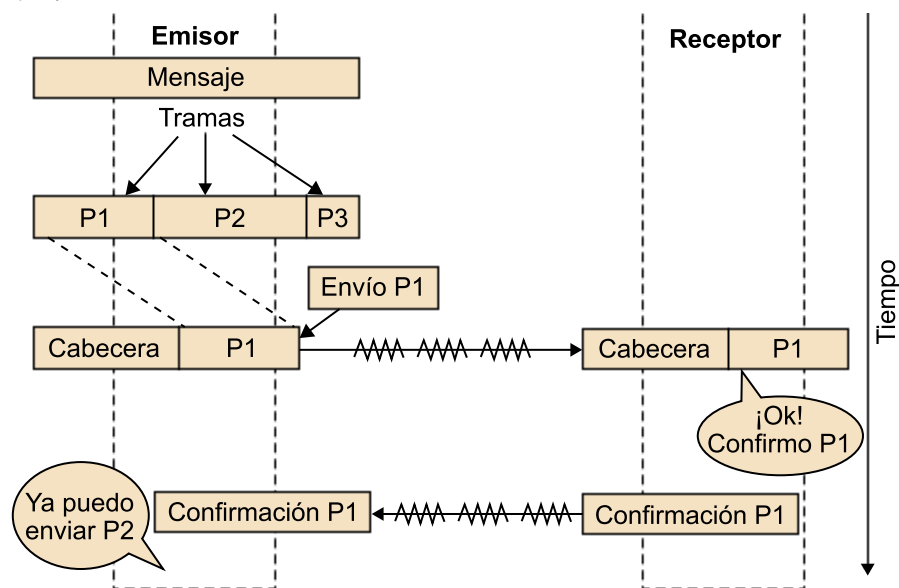 Emisor
Receptor
Mensaje
Tramas
P1
P2
P3
Envío P1
Cabecera
P1
Cabecera
P1
Tiempo
¡Ok!
Confirmo P1
Ya puedo
enviar P2
Confirmación P1
Confirmación P1